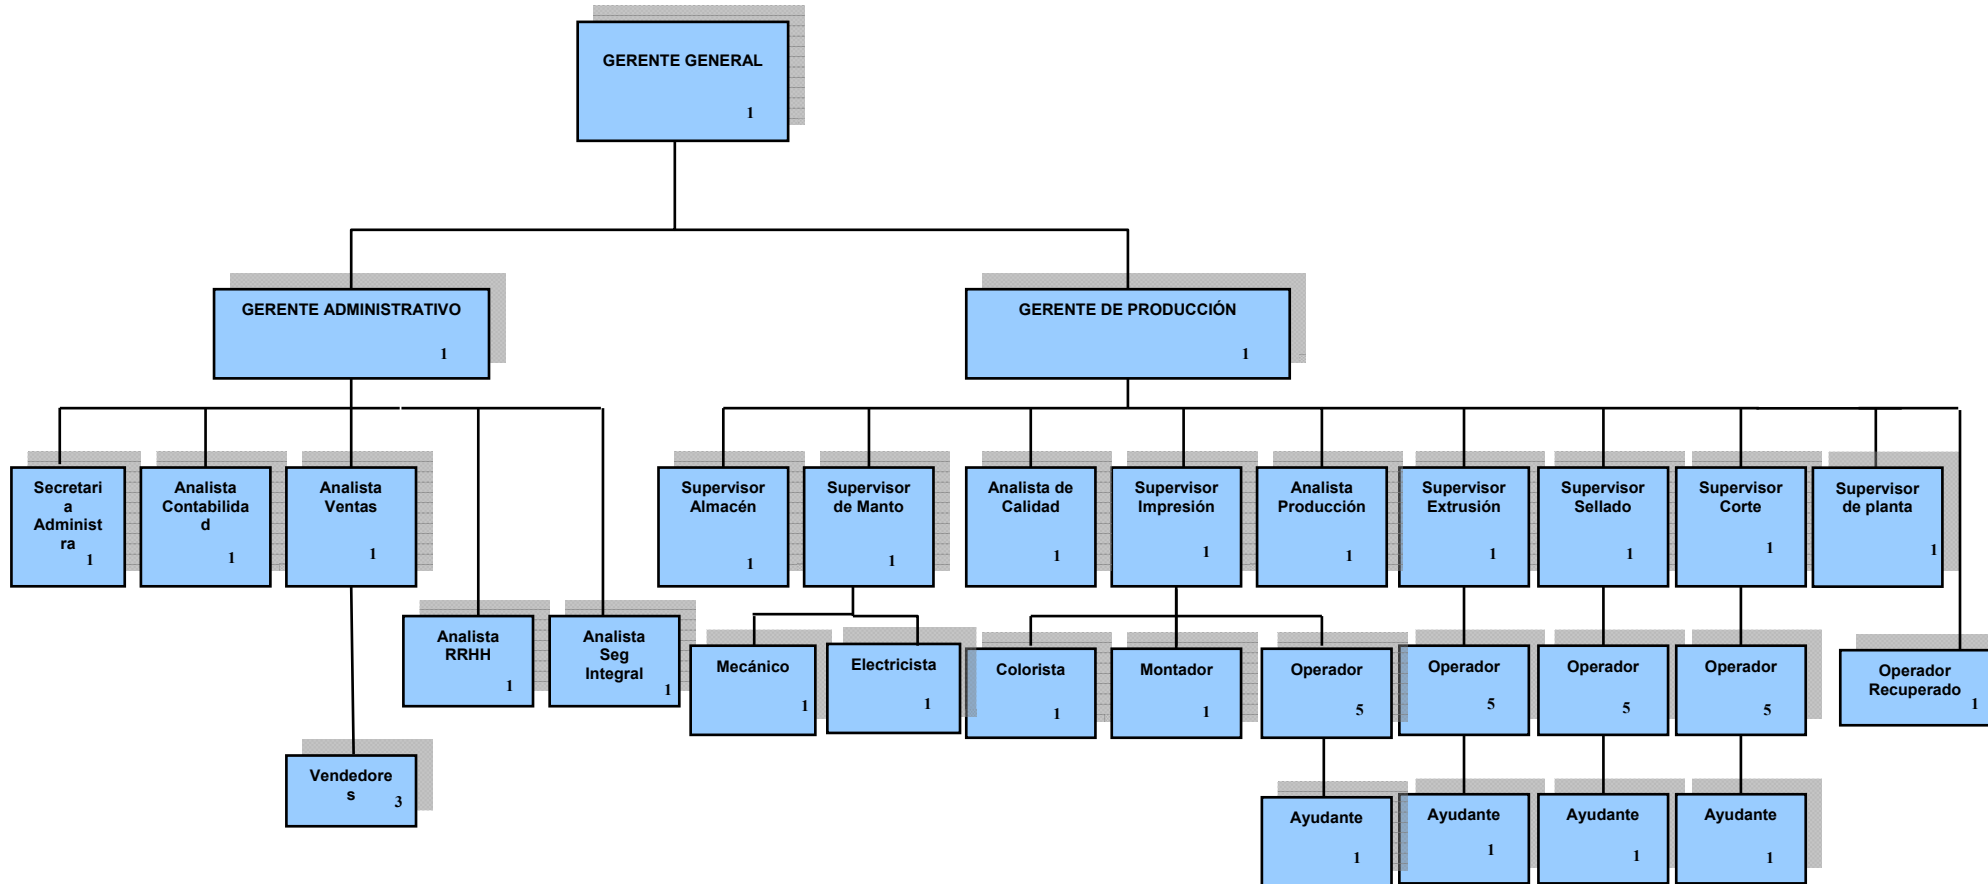 GERENTE GENERAL
1
GERENTE ADMINISTRATIVO
1
GERENTE DE PRODUCCIÓN
1
Secretari
a
Administ
ra
1
Analista
Contabilida
d
1
Analista
Ventas
1
Supervisor
Almacén
1
Supervisor
de Manto
1
Analista de
Calidad
1
Supervisor
Impresión
1
Analista
Producción
1
Supervisor
Extrusión
1
Supervisor
Sellado
1
Supervisor
Corte
1
Supervisor
de planta
1
Analista
RRHH
1
Analista
Seg
Integral
1
Mecánico
1
Electricista
1
Colorista
1
Montador
1
Operador
5
Operador
5
Operador
5
Operador
5
Operador
Recuperado
1
Vendedore
s
3
Ayudante
1
Ayudante
1
Ayudante
1
Ayudante
1